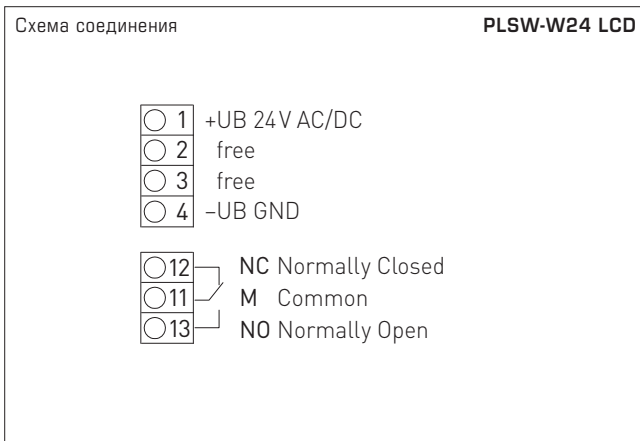 Схема соединения PLSW-W24 LCD
1 +UB 24V AC/DC
2 free
3 free
4 –UB GND
12 NC Normally Closed
11 M Common
13 NO Normally Open